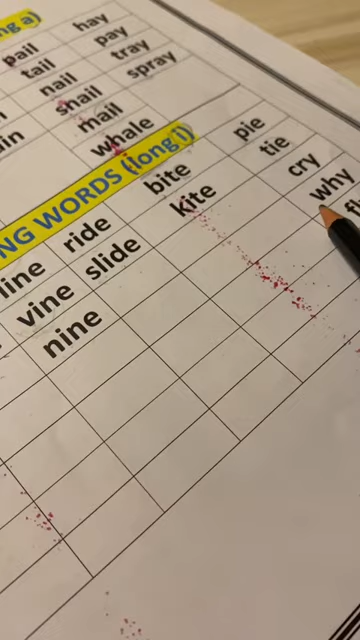 ng a)
pail hay
tail pay
nail tray
snail spray
mail
whale
NG WORDS (long i)
bite pie
ride kite tie
line slide cry
vine why
nine